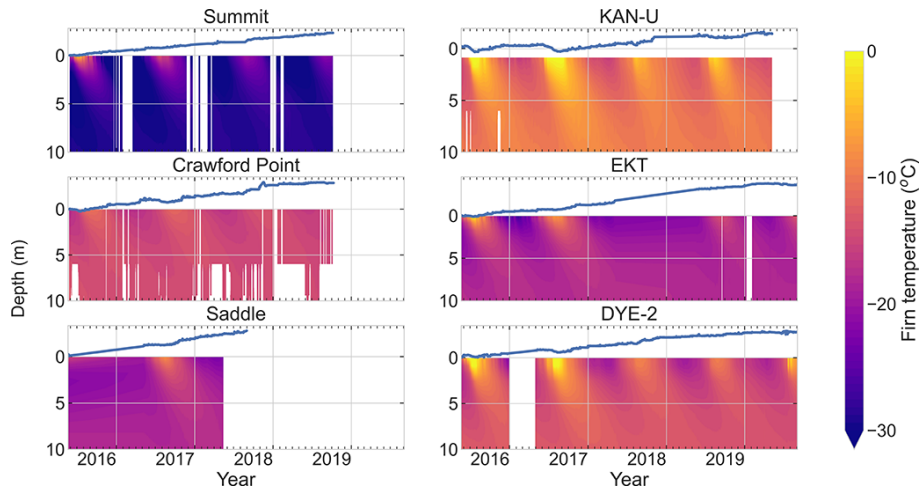 Summit
KAN-U
0
5
10
0
5
10
Crawford Point
EKT
0
5
10
0
5
10
Saddle
DYE-2
0
5
10
0
5
10
Depth (m)
2016 2017 2018 2019
Year
2016 2017 2018 2019
Year
0
−10
−20
−30
Firn temperature (°C)